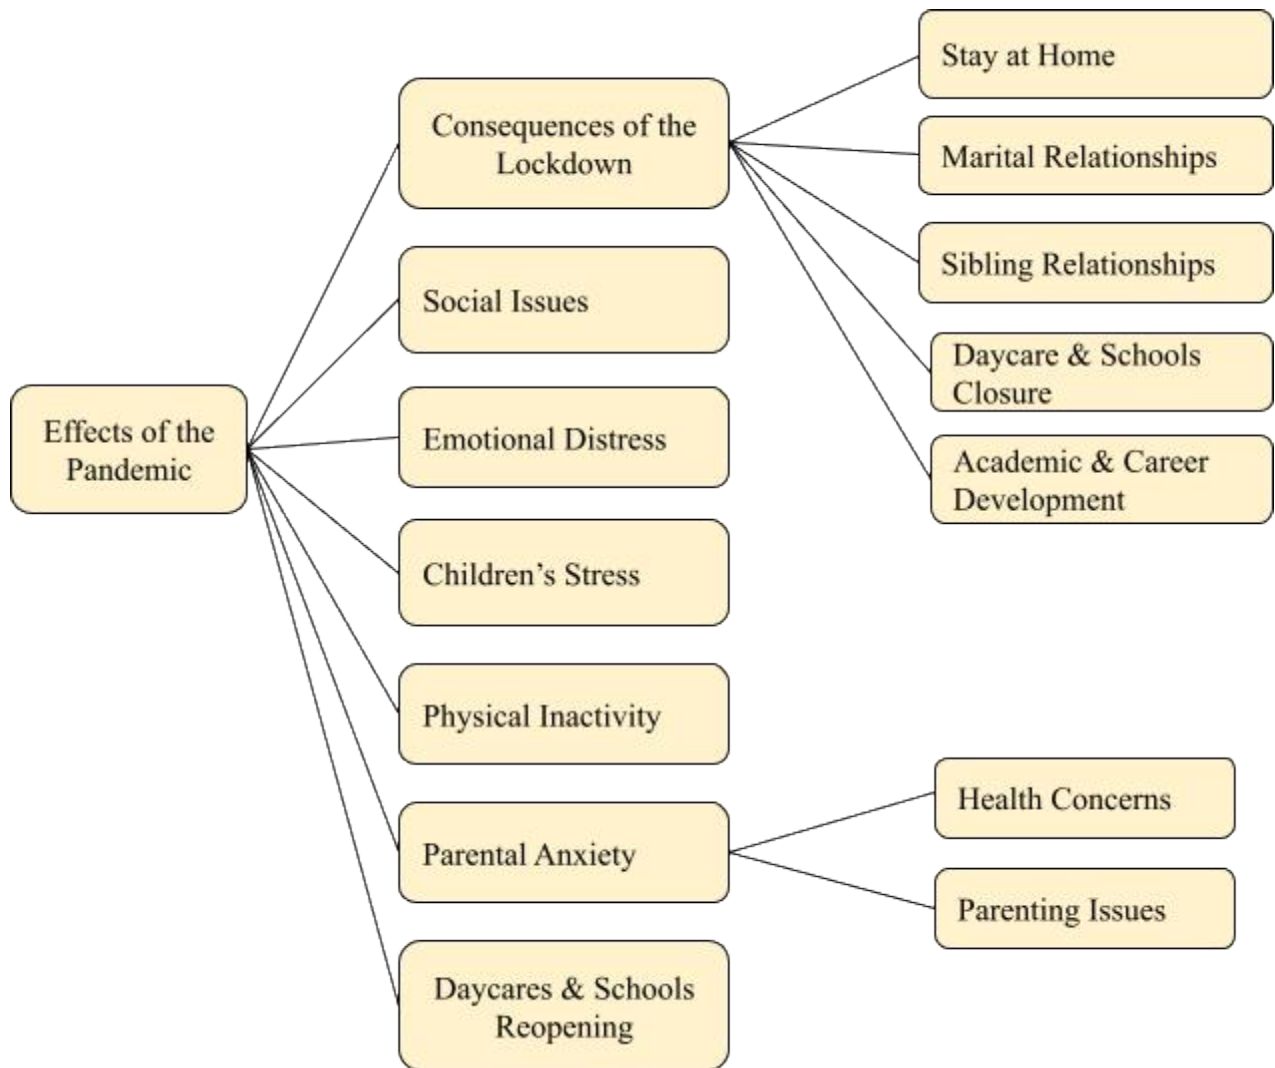 Effects of the
Pandemic
Consequences of the
Lockdown
Social Issues
Emotional Distress
Children’s Stress
Physical Inactivity
Parental Anxiety
Daycares & Schools
Reopening
Stay at Home
Marital Relationships
Sibling Relationships
Daycare & Schools
Closure
Academic & Career
Development
Health Concerns
Parenting Issues